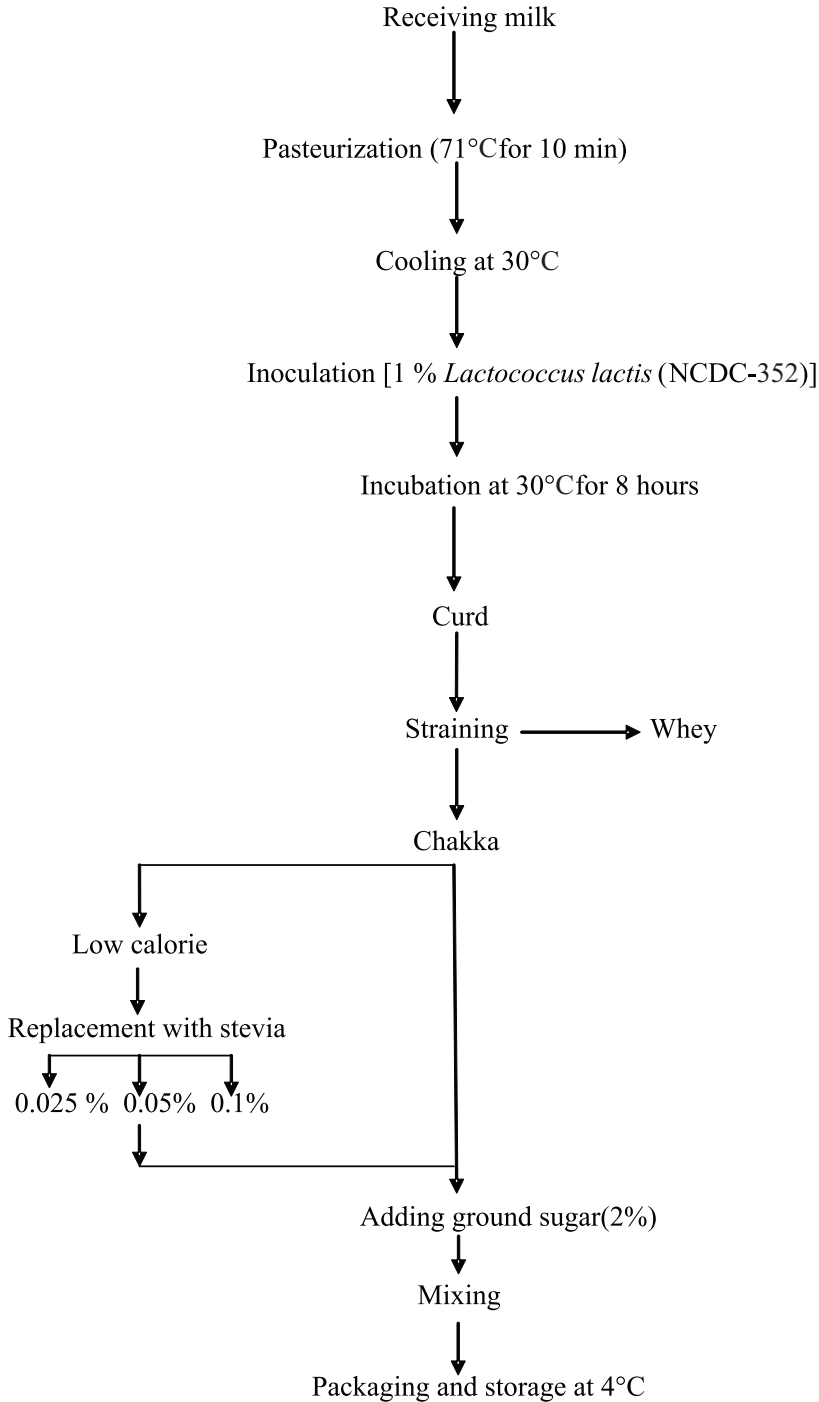 Receiving milk
Pasteurization (71°C for 10 min)
Cooling at 30°C
Inoculation [1 % Lactococcus lactis (NCDC-352)]
Incubation at 30°C for 8 hours
Curd
Straining
Whey
Chakka
Low calorie
Replacement with stevia
0.025 % 0.05% 0.1%
Adding ground sugar(2%)
Mixing
Packaging and storage at 4°C